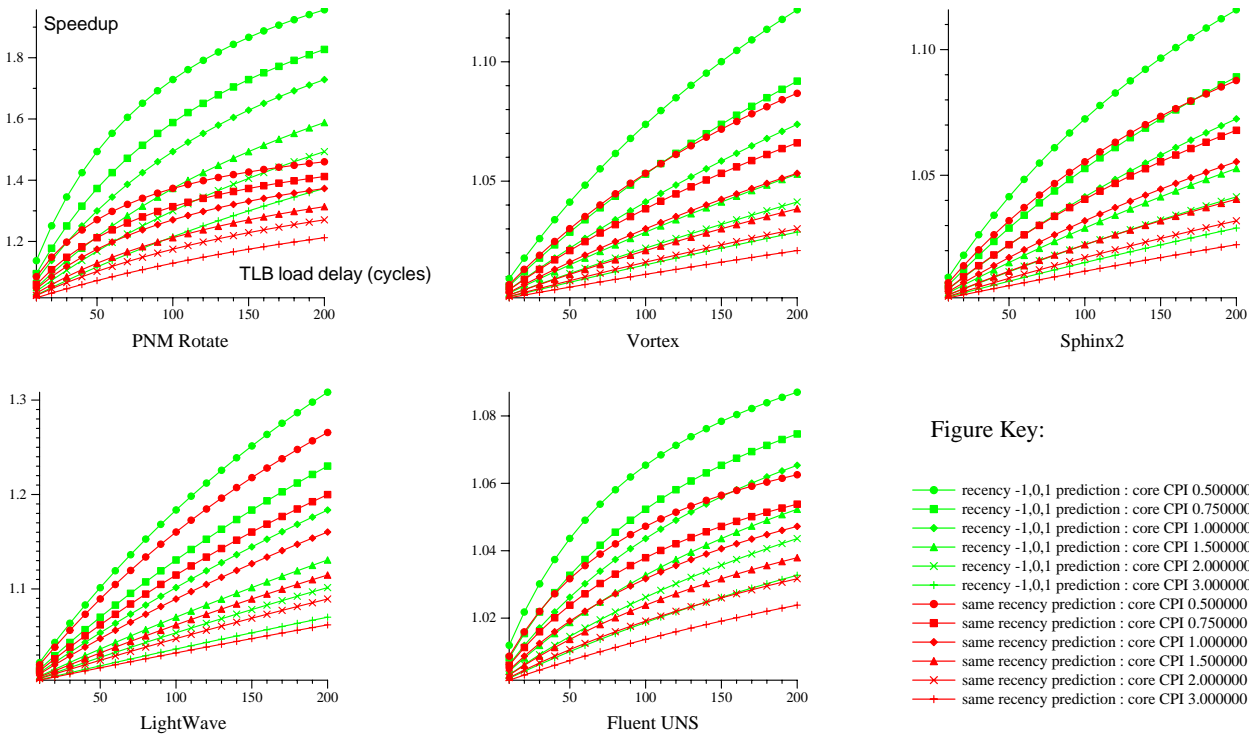 Speedup
1.8
1.6
1.4
1.2
TLB load delay (cycles)
50 100 150 200
PNM Rotate
1.10
1.05
50 100 150 200
Vortex
1.10
1.05
50 100 150 200
Sphinx2
1.3
1.2
1.1
50 100 150 200
LightWave
1.08
1.06
1.04
1.02
50 100 150 200
Fluent UNS
Figure Key:
recency -1,0,1 prediction : core CPI 0.500000
recency -1,0,1 prediction : core CPI 0.750000
recency -1,0,1 prediction : core CPI 1.000000
recency -1,0,1 prediction : core CPI 1.500000
recency -1,0,1 prediction : core CPI 2.000000
recency -1,0,1 prediction : core CPI 3.000000
same recency prediction : core CPI 0.500000
same recency prediction : core CPI 0.750000
same recency prediction : core CPI 1.000000
same recency prediction : core CPI 1.500000
same recency prediction : core CPI 2.000000
same recency prediction : core CPI 3.000000